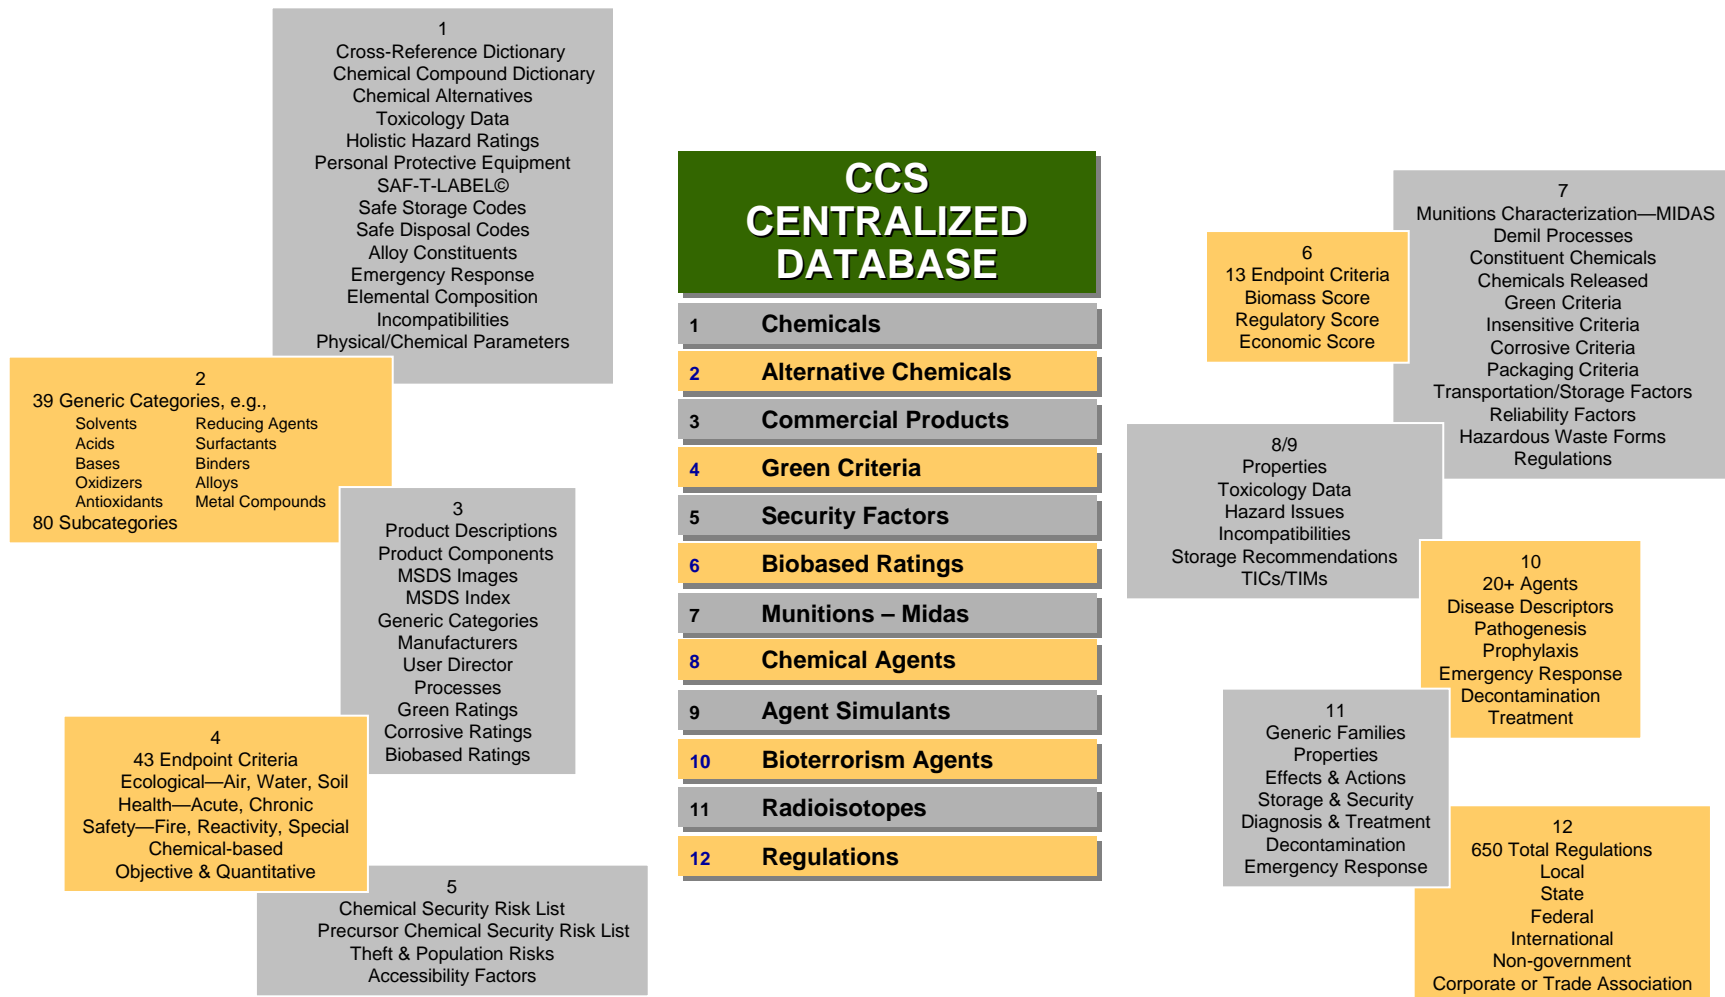 1
Cross-Reference Dictionary
Chemical Compound Dictionary
Chemical Alternatives
Toxicology Data
Holistic Hazard Ratings
Personal Protective Equipment
SAF-T-LABEL©
Safe Storage Codes
Safe Disposal Codes
Alloy Constituents
Emergency Response
Elemental Composition
Incompatibilities
Physical/Chemical Parameters
2
39 Generic Categories, e.g.,
Solvents Reducing Agents
Acids Surfactants
Bases Binders
Oxidizers Alloys
Antioxidants Metal Compounds
80 Subcategories
3
Product Descriptions
Product Components
MSDS Images
MSDS Index
Generic Categories
Manufacturers
User Director
Processes
Green Ratings
Corrosive Ratings
Biobased Ratings
4
43 Endpoint Criteria
Ecological—Air, Water, Soil
Health—Acute, Chronic
Safety—Fire, Reactivity, Special
Chemical-based
Objective & Quantitative
5
Chemical Security Risk List
Precursor Chemical Security Risk List
Theft & Population Risks
Accessibility Factors
CCS
CENTRALIZED
DATABASE
1 Chemicals
2 Alternative Chemicals
3 Commercial Products
4 Green Criteria
5 Security Factors
6 Biobased Ratings
7 Munitions – Midas
8 Chemical Agents
9 Agent Simulants
10 Bioterrorism Agents
11 Radioisotopes
12 Regulations
6
13 Endpoint Criteria
Biomass Score
Regulatory Score
Economic Score
7
Munitions Characterization—MIDAS
Demil Processes
Constituent Chemicals
Chemicals Released
Green Criteria
Insensitive Criteria
Corrosive Criteria
Packaging Criteria
Transportation/Storage Factors
Reliability Factors
Hazardous Waste Forms
Regulations
8/9
Properties
Toxicology Data
Hazard Issues
Incompatibilities
Storage Recommendations
TICs/TIMs
10
20+ Agents
Disease Descriptors
Pathogenesis
Prophylaxis
Emergency Response
Decontamination
Treatment
11
Generic Families
Properties
Effects & Actions
Storage & Security
Diagnosis & Treatment
Decontamination
Emergency Response
12
650 Total Regulations
Local
State
Federal
International
Non-government
Corporate or Trade Association